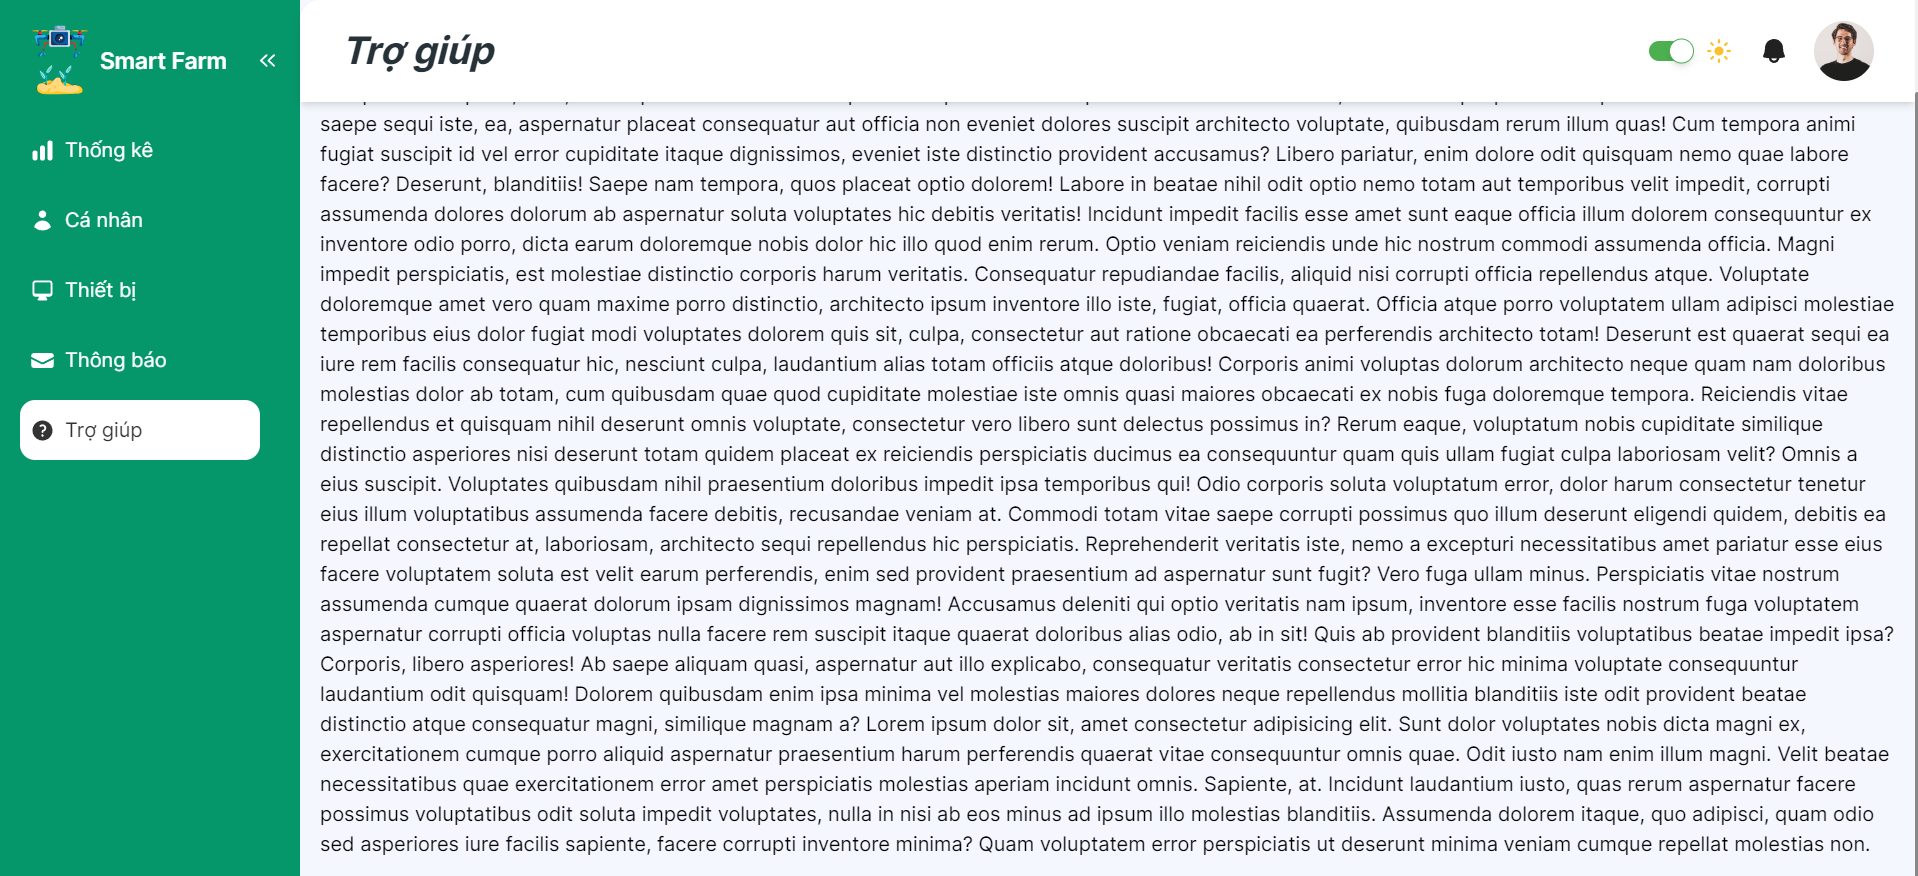 Smart Farm
Thống kê
Cá nhân
Thiết bị
Thông báo
Trợ giúp
Trợ giúp
saepe sequi iste, ea, aspernatur placeat consequatur aut officia non eveniet dolores suscipit architecto voluptate, quibusdam rerum illum quas! Cum tempora animi
fugiat suscipit id vel error cupiditate itaque dignissimos, eveniet iste distinctio provident accusamus? Libero pariatur, enim dolore odit quisquam nemo quae labore
facere? Deserunt, blanditiis! Saepe nam tempora, quos placeat optio dolorem! Labore in beatae nihil odit optio nemo totam aut temporibus velit impedit, corrupti
assumenda dolores dolorum ab aspernatur soluta voluptates hic debitis veritatis! Incidunt impedit facilis esse amet sunt eaque officia illum dolorem consequuntur ex
inventore odio porro, dicta earum doloremque nobis dolor hic illo quod enim rerum. Optio veniam reiciendis unde hic nostrum commodi assumenda officia. Magni
impedit perspiciatis, est molestiae distinctio corporis harum veritatis. Consequatur repudiandae facilis, aliquid nisi corrupti officia repellendus atque. Voluptate
doloremque amet vero quam maxime porro distinctio, architecto ipsum inventore illo iste, fugiat, officia quaerat. Officia atque porro voluptatem ullam adipisci molestiae
temporibus eius dolor fugiat modi voluptates dolorem quis sit, culpa, consectetur aut ratione obcaecati ea perferendis architecto totam! Deserunt est quaerat sequi ea
iure rem facilis consequatur hic, nesciunt culpa, laudantium alias totam officiis atque doloribus! Corporis animi voluptas dolorum architecto neque quam nam doloribus
molestias dolor ab totam, cum quibusdam quae quod cupiditate molestiae iste omnis quasi maiores obcaecati ex nobis fuga doloremque tempora. Reiciendis vitae
repellendus et quisquam nihil deserunt omnis voluptate, consectetur vero libero sunt delectus possimus in? Rerum eaque, voluptatum nobis cupiditate similique
distinctio asperiores nisi deserunt totam quidem placeat ex reiciendis perspiciatis ducimus ea consequuntur quam quis ullam fugiat culpa laboriosam velit? Omnis a
eius suscipit. Voluptates quibusdam nihil praesentium doloribus impedit ipsa temporibus qui! Odio corporis soluta voluptatum error, dolor harum consectetur tenetur
eius illum voluptatibus assumenda facere debitis, recusandae veniam at. Commodi totam vitae saepe corrupti possimus quo illum deserunt eligendi quidem, debitis ea
repellat consectetur at, laboriosam, architecto sequi repellendus hic perspiciatis. Reprehenderit veritatis iste, nemo a excepturi necessitatibus amet pariatur esse eius
facere voluptatem soluta est velit earum perferendis, enim sed provident praesentium ad aspernatur sunt fugit? Vero fuga ullam minus. Perspiciatis vitae nostrum
assumenda cumque quaerat dolorum ipsam dignissimos magnam! Accusamus deleniti qui optio veritatis nam ipsum, inventore esse facilis nostrum fuga voluptatem
aspernatur corrupti officia voluptas nulla facere rem suscipit itaque quaerat doloribus alias odio, ab in sit! Quis ab provident blanditiis voluptatibus beatae impedit ipsa?
Corporis, libero asperiores! Ab saepe aliquam quasi, aspernatur aut illo explicabo, consequatur veritatis consectetur error hic minima voluptate consequuntur
laudantium odit quisquam! Dolorem quibusdam enim ipsa minima vel molestias maiores dolores neque repellendus mollitia blanditiis iste odit provident beatae
distinctio atque consequatur magni, similique magnam a? Lorem ipsum dolor sit, amet consectetur adipisicing elit. Sunt dolor voluptates nobis dicta magni ex,
exercitationem cumque porro aliquid aspernatur praesentium harum perferendis quaerat vitae consequuntur omnis quae. Odit iusto nam enim illum magni. Velit beatae
necessitatibus quae exercitationem error amet perspiciatis molestias aperiam incidunt omnis. Sapiente, at. Incidunt laudantium iusto, quas rerum aspernatur facere
possimus voluptatibus odit soluta impedit voluptates, nulla in nisi ab eos minus ad ipsum illo molestias blanditiis. Assumenda dolorem itaque, quo adipisci, quam odio
sed asperiores iure facilis sapiente, facere corrupti inventore minima? Quam voluptatem error perspiciatis ut deserunt minima veniam cumque repellat molestias non.